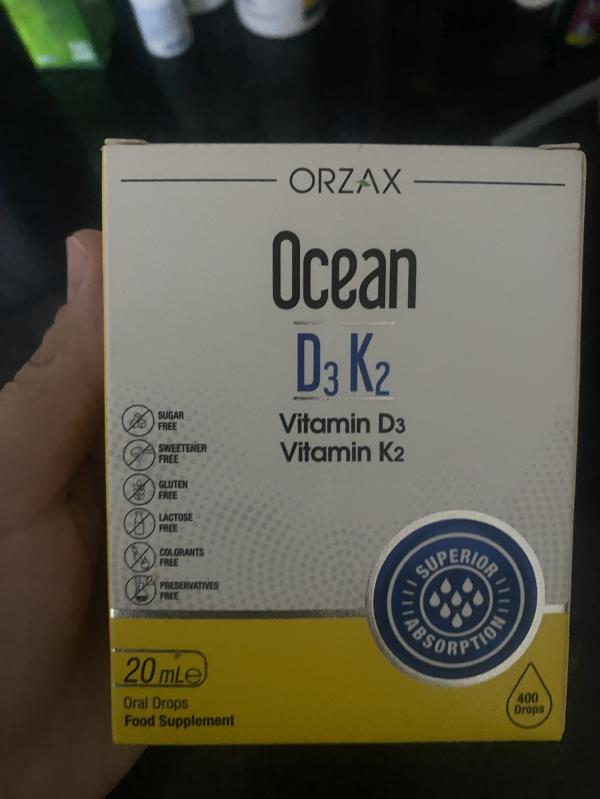 ORZAX
Ocean
D3 K2
Vitamin D3
Vitamin K2
SUGAR
FREE
SWEETENER
FREE
GLUTEN
FREE
LACTOSE
FREE
COLORANTS
FREE
PRESERVATIVES
FREE
SUPERIOR
ABSORPTION
20 mL℮
Oral Drops
Food Supplement
400
Drops